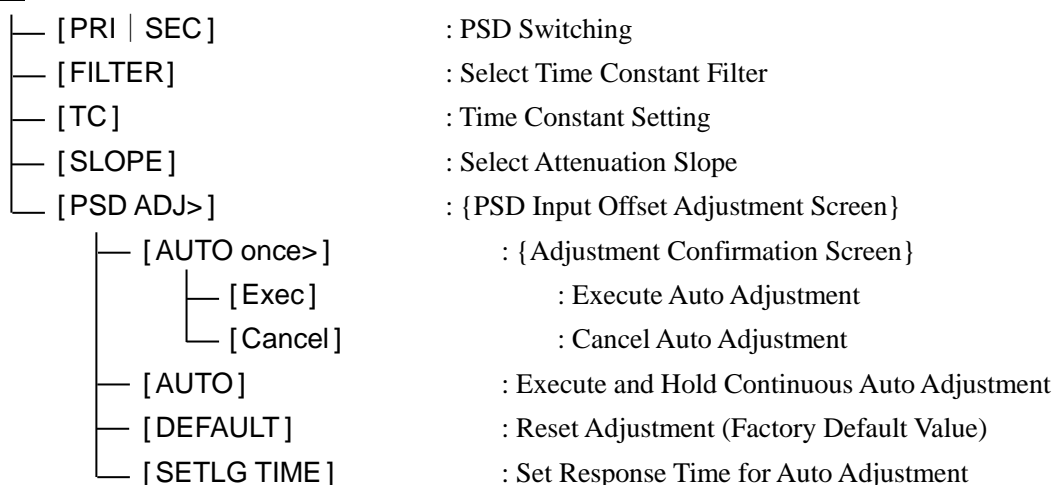 [PRI｜SEC] : PSD Switching
[FILTER] : Select Time Constant Filter
[TC] : Time Constant Setting
[SLOPE] : Select Attenuation Slope
[PSD ADJ>] : {PSD Input Offset Adjustment Screen}
[AUTO once>] : {Adjustment Confirmation Screen}
[Exec] : Execute Auto Adjustment
[Cancel] : Cancel Auto Adjustment
[AUTO] : Execute and Hold Continuous Auto Adjustment
[DEFAULT] : Reset Adjustment (Factory Default Value)
[SETLG TIME] : Set Response Time for Auto Adjustment